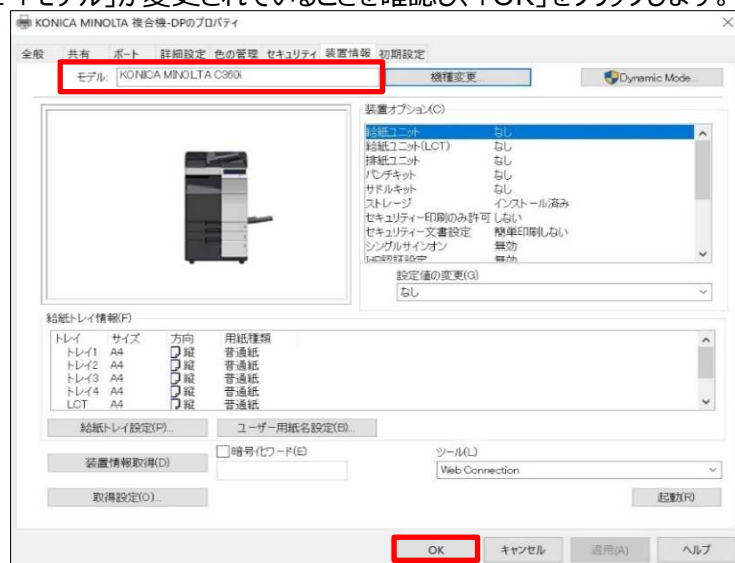 「モデル」が変更されていることを確認し、「OK」をクリックします。
KONICA MINOLTA 複合機-DPのプロパティ
全般 共有 ポート 詳細設定 色の管理 セキュリティ 装置情報 初期設定
モデル: KONICA MINOLTA C360i 機種変更... Dynamic Mode...
装置オプション(C)
給紙ユニット なし
給紙ユニット(LCT) なし
排紙ユニット なし
パンチキット なし
サドルキット なし
ストレージ インストール済み
セキュリティー印刷のみ許可 しない
セキュリティー文書設定 簡単印刷しない
シングルサインオン 無効
無効
設定値の変更(G)
なし
給紙トレイ情報(F)
トレイ サイズ 方向 用紙種類
トレイ1 A4 縦 普通紙
トレイ2 A4 縦 普通紙
トレイ3 A4 縦 普通紙
トレイ4 A4 縦 普通紙
LCT A4 縦 普通紙
給紙トレイ設定(P)... ユーザー用紙名設定(B)...
装置情報取得(D) 暗号化ワード(E) ツール(L)
Web Connection
取得設定(O)... 起動(R)
OK キャンセル 適用(A) ヘルプ